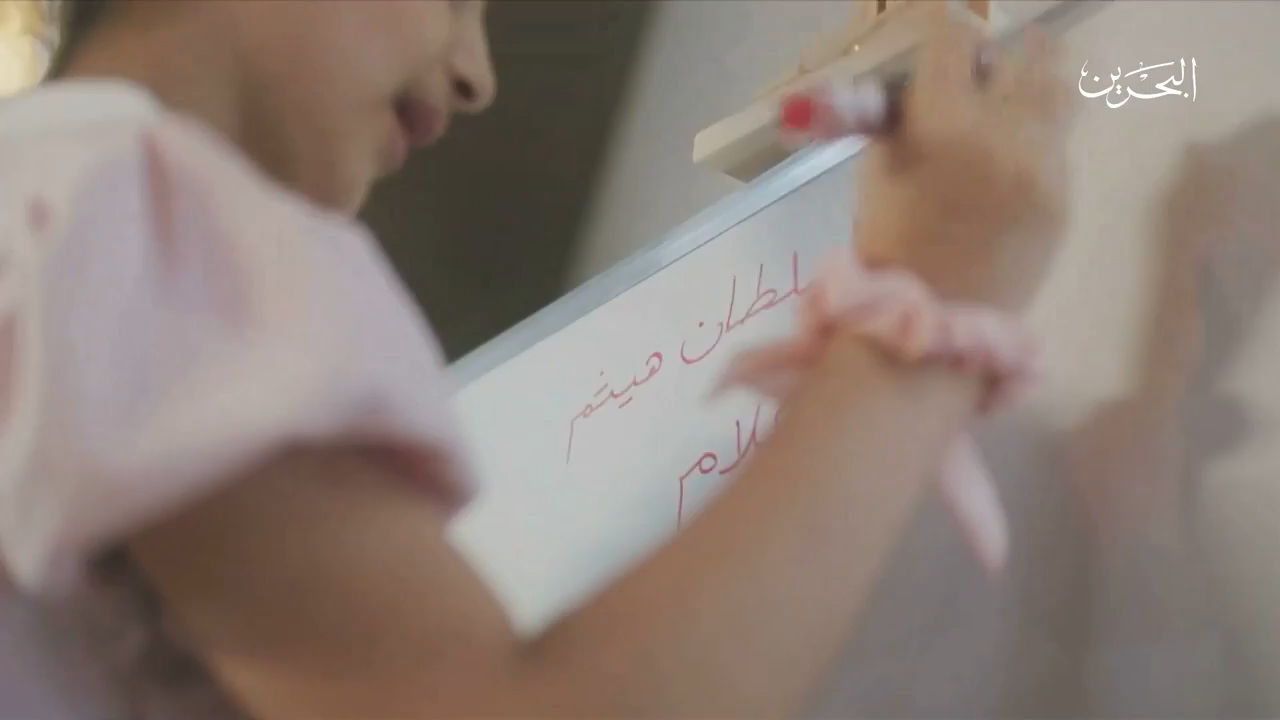 البحرين
لطان هيثم
لام